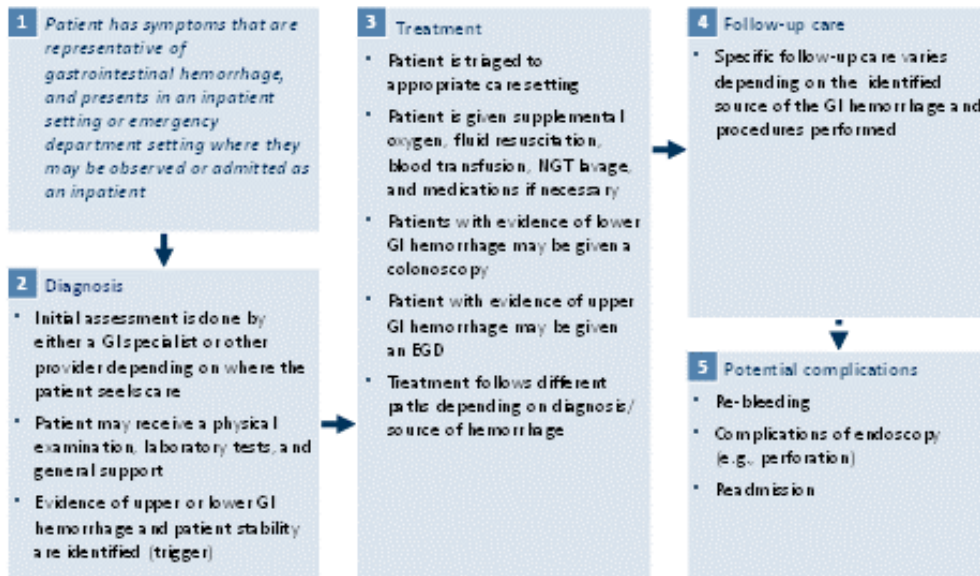 1 Patient has symptoms that are
representative of
gastrointestinal hemorrhage,
and presents in an inpatient
setting or emergency
department setting where they
may be observed or admitted as
an inpatient
2 Diagnosis
• Initial assessment is done by
either a GI specialist or other
provider depending on where the
patient seeks care
• Patient may receive a physical
examination, laboratory tests, and
general support
• Evidence of upper or lower GI
hemorrhage and patient stability
are identified (trigger)
3 Treatment
• Patient is triaged to
appropriate care setting
• Patient is given supplemental
oxygen, fluid resuscitation,
blood transfusion, NGT lavage,
and medications if necessary
• Patients with evidence of lower
GI hemorrhage may be given a
colonoscopy
• Patient with evidence of upper
GI hemorrhage may be given
an EGD
• Treatment follows different
paths depending on diagnosis/
source of hemorrhage
4 Follow-up care
• Specific follow-up care varies
depending on the identified
source of the GI hemorrhage and
procedures performed
5 Potential complications
• Re-bleeding
• Complications of endoscopy
(e.g., perforation)
• Readmission